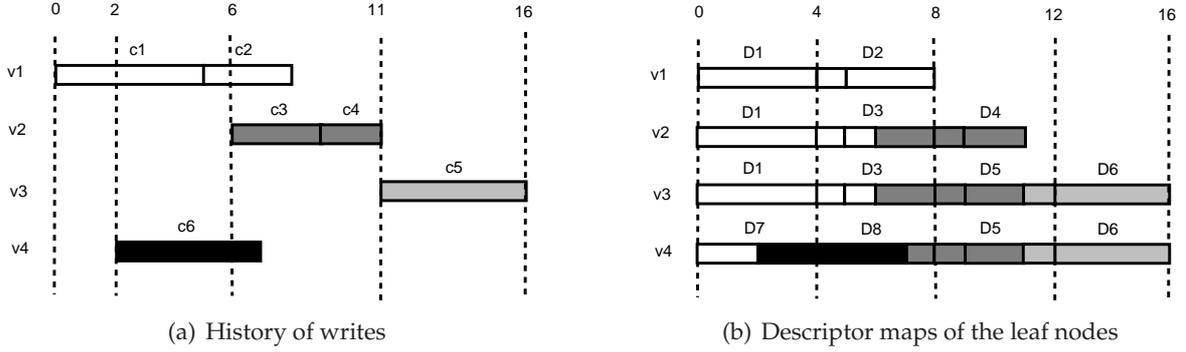 0 2 6 11 16
c1 c2
v1
c3 c4
v2
c5
v3
c6
v4
(a) History of writes
0 4 8 12 16
D1 D2
v1
D1 D3 D4
v2
D1 D3 D5 D6
v3
D7 D8 D5 D6
v4
(b) Descriptor maps of the leaf nodes